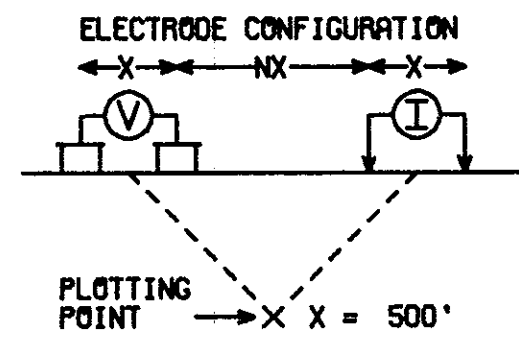 ELECTRODE CONFIGURATION
X NX X
V I
PLOTTING
POINT X X = 500'